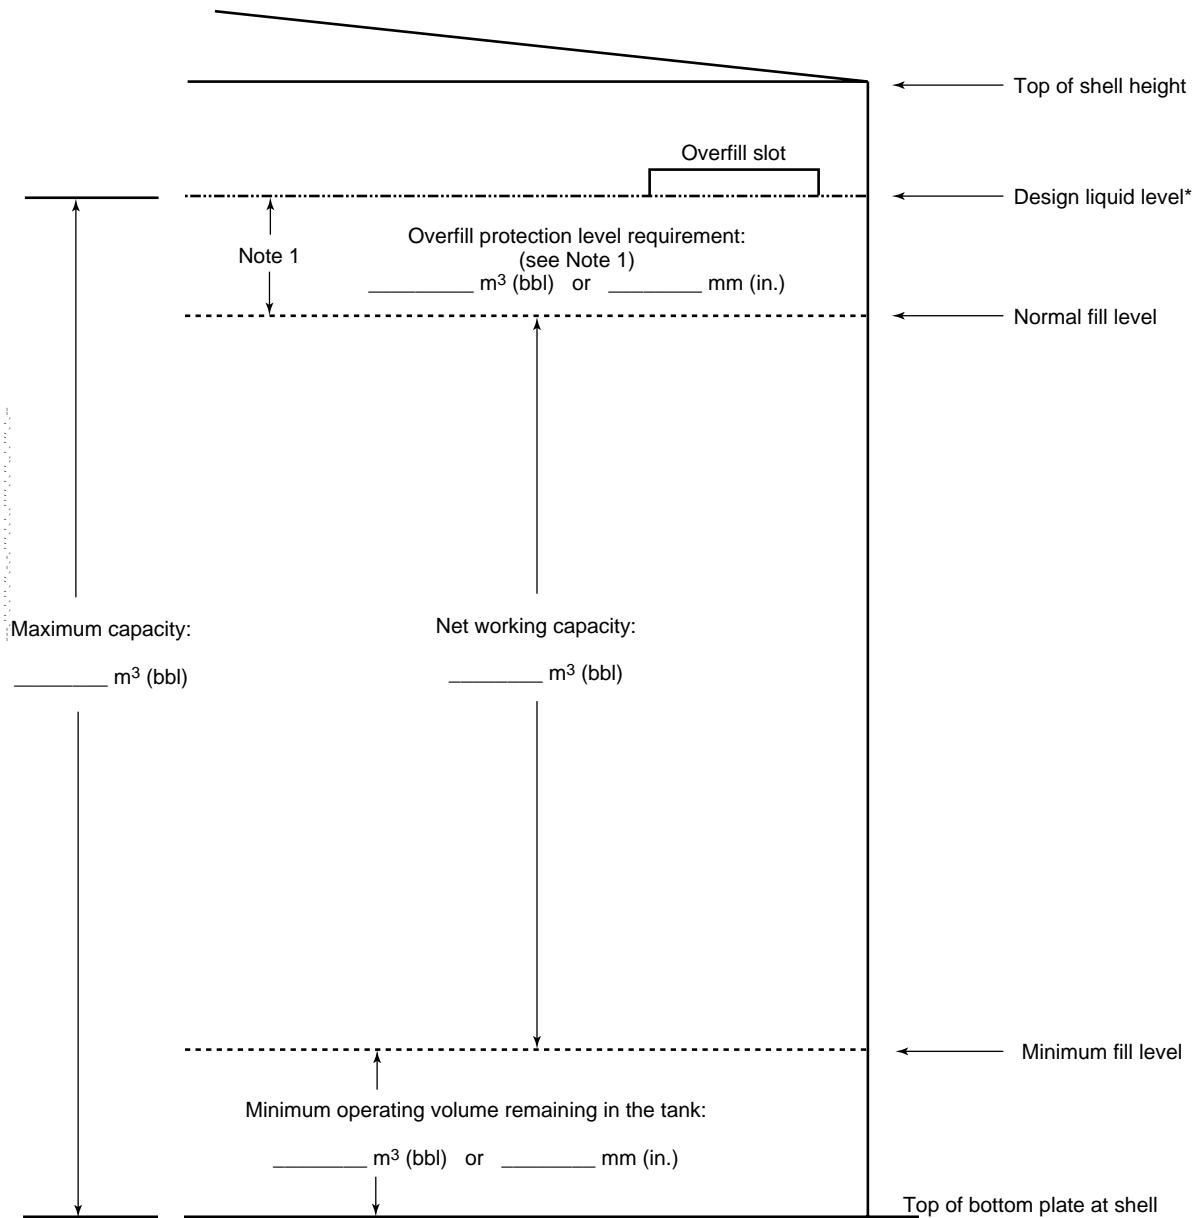 Top of shell height
Overfill slot
Design liquid level*
Note 1
Overfill protection level requirement:
(see Note 1)
_________ m³ (bbl) or ________ mm (in.)
Normal fill level
Maximum capacity:
________ m³ (bbl)
Net working capacity:
________ m³ (bbl)
Minimum fill level
Minimum operating volume remaining in the tank:
________ m³ (bbl) or ________ mm (in.)
Top of bottom plate at shell